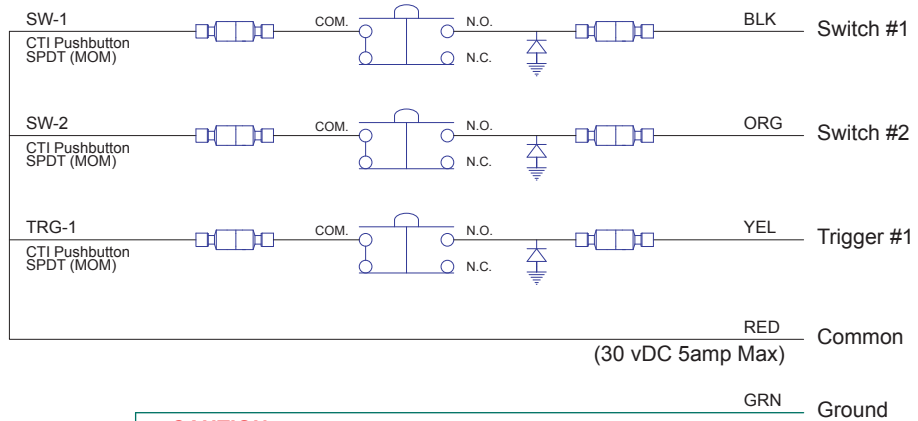 SW-1
COM.
N.O.
BLK
Switch #1
CTI Pushbutton
SPDT (MOM)
N.C.
SW-2
COM.
N.O.
ORG
Switch #2
CTI Pushbutton
SPDT (MOM)
N.C.
TRG-1
COM.
N.O.
YEL
Trigger #1
CTI Pushbutton
SPDT (MOM)
N.C.
RED
Common
(30 vDC 5amp Max)
GRN
Ground
CAUTION